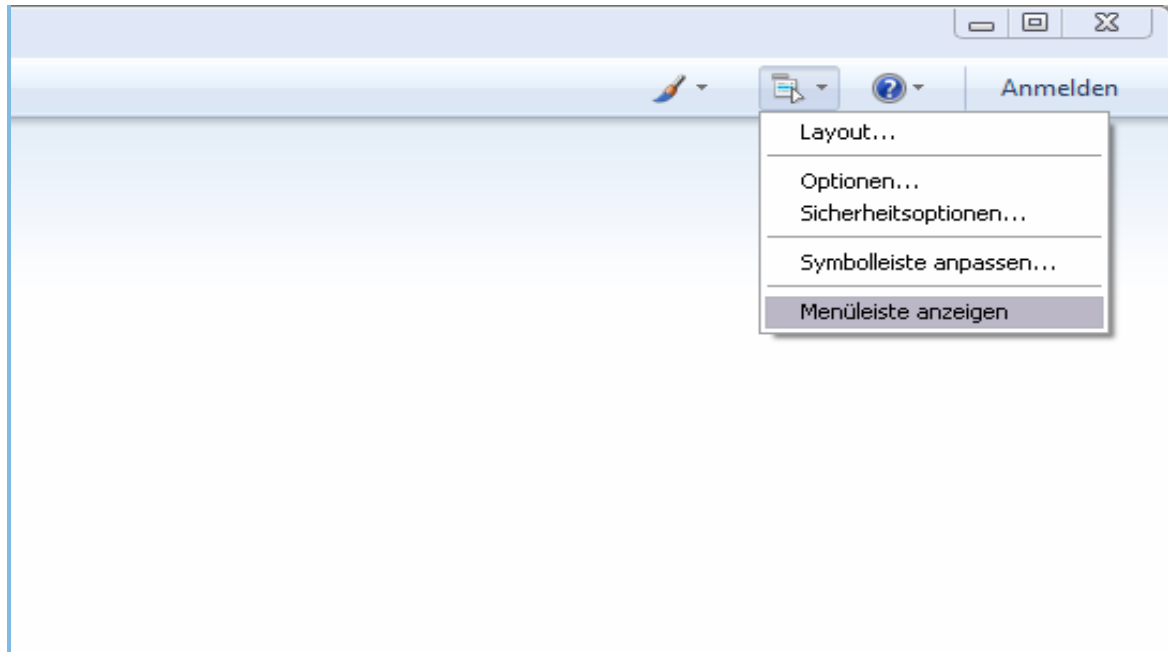 Anmelden
Layout...
Optionen...
Sicherheitsoptionen...
Symbolleiste anpassen...
Menüleiste anzeigen